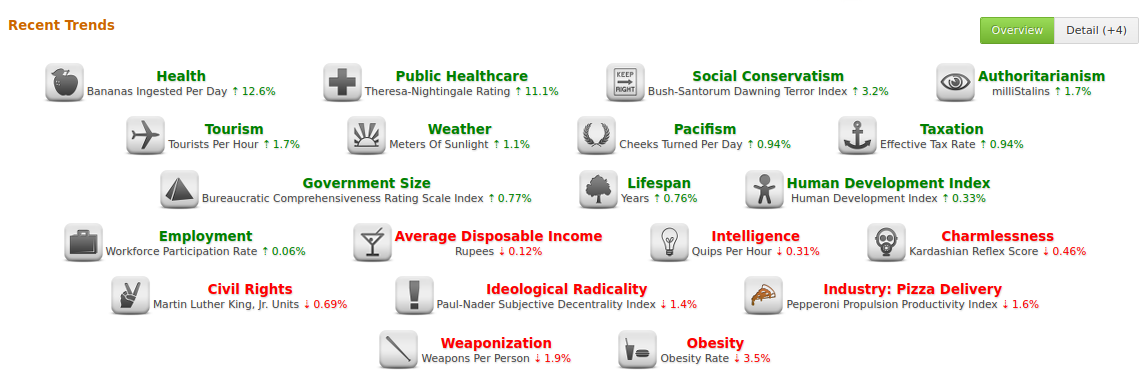 Recent Trends
Overview Detail (+4)
Health
Bananas Ingested Per Day ↑ 12.6%
Public Healthcare
Theresa-Nightingale Rating ↑ 11.1%
KEEP
RIGHT
Social Conservatism
Bush-Santorum Dawning Terror Index ↑ 3.2%
Authoritarianism
milliStalins ↑ 1.7%
Tourism
Tourists Per Hour ↑ 1.7%
Weather
Meters Of Sunlight ↑ 1.1%
Pacifism
Cheeks Turned Per Day ↑ 0.94%
Taxation
Effective Tax Rate ↑ 0.94%
Government Size
Bureaucratic Comprehensiveness Rating Scale Index ↑ 0.77%
Lifespan
Years ↑ 0.76%
Human Development Index
Human Development Index ↑ 0.33%
Employment
Workforce Participation Rate ↑ 0.06%
Average Disposable Income
Rupees ↓ 0.12%
Intelligence
Quips Per Hour ↓ 0.31%
Charmlessness
Kardashian Reflex Score ↓ 0.46%
Civil Rights
Martin Luther King, Jr. Units ↓ 0.69%
Ideological Radicality
Paul-Nader Subjective Decentrality Index ↓ 1.4%
Industry: Pizza Delivery
Pepperoni Propulsion Productivity Index ↓ 1.6%
Weaponization
Weapons Per Person ↓ 1.9%
Obesity
Obesity Rate ↓ 3.5%